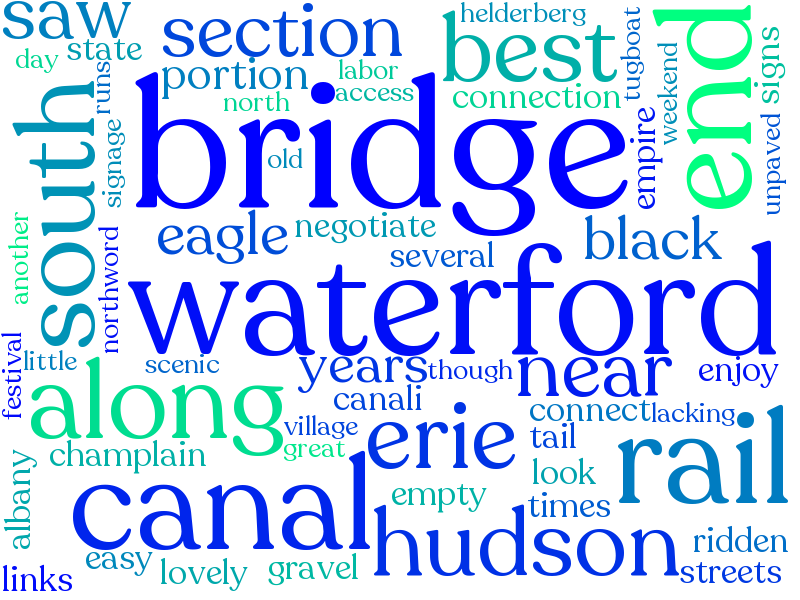 saw
day
state
section
portion
north
labor
access
helderberg
best
connection
tugboat
weekend
end
signs
unpaved
empire
south
runs
signage
bridge
old
eagle
negotiate
several
black
another
northword
waterford
festival
little
scenic
years
though
near
enjoy
canali
along
village
great
erie
connect
lacking
tail
rail
champlain
albany
canal
look
empty
times
hudson
ridden
streets
easy
lovely
gravel
links